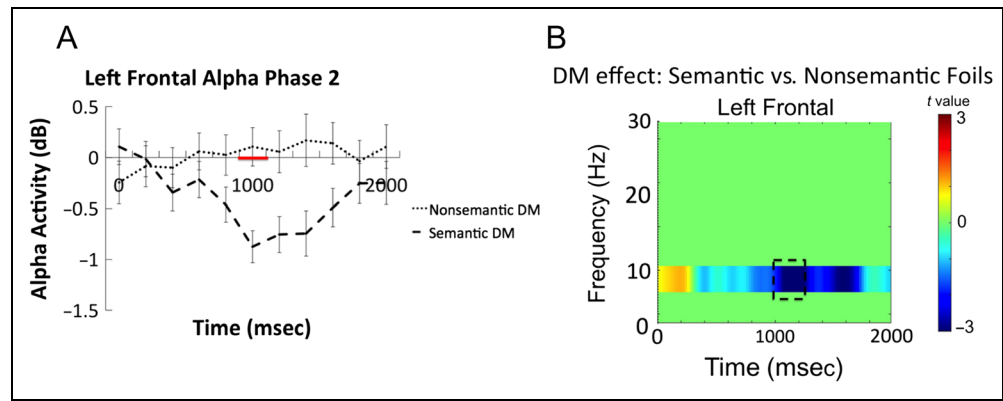 A
Left Frontal Alpha Phase 2
Alpha Activity (dB)
0.5
0
−0.5
−1
−1.5
0
1000
2000
Time (msec)
Nonsemantic DM
Semantic DM
B
DM effect: Semantic vs. Nonsemantic Foils
Left Frontal
Frequency (Hz)
30
20
10
0
0
1000
2000
Time (msec)
t value
3
0
−3